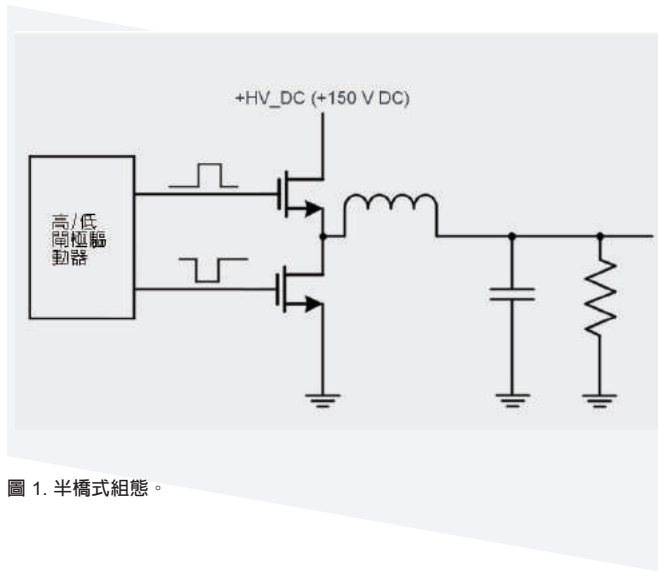 +HV_DC (+150 V DC)
高/低
閘極驅
動器
圖 1. 半橋式組態。